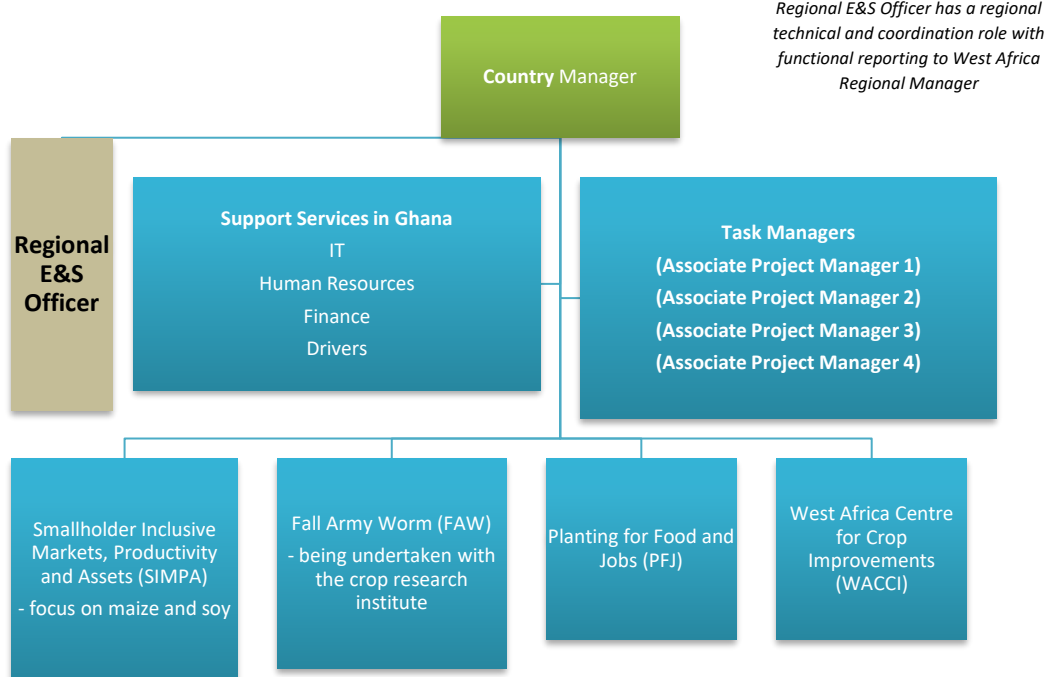 Regional E&S Officer has a regional
technical and coordination role with
functional reporting to West Africa
Regional Manager
Country Manager
Regional
E&S
Officer
Support Services in Ghana
IT
Human Resources
Finance
Drivers
Task Managers
(Associate Project Manager 1)
(Associate Project Manager 2)
(Associate Project Manager 3)
(Associate Project Manager 4)
Smallholder Inclusive
Markets, Productivity
and Assets (SIMPA)
- focus on maize and soy
Fall Army Worm (FAW)
- being undertaken with
the crop research
institute
Planting for Food and
Jobs (PFJ)
West Africa Centre
for Crop
Improvements
(WACCI)